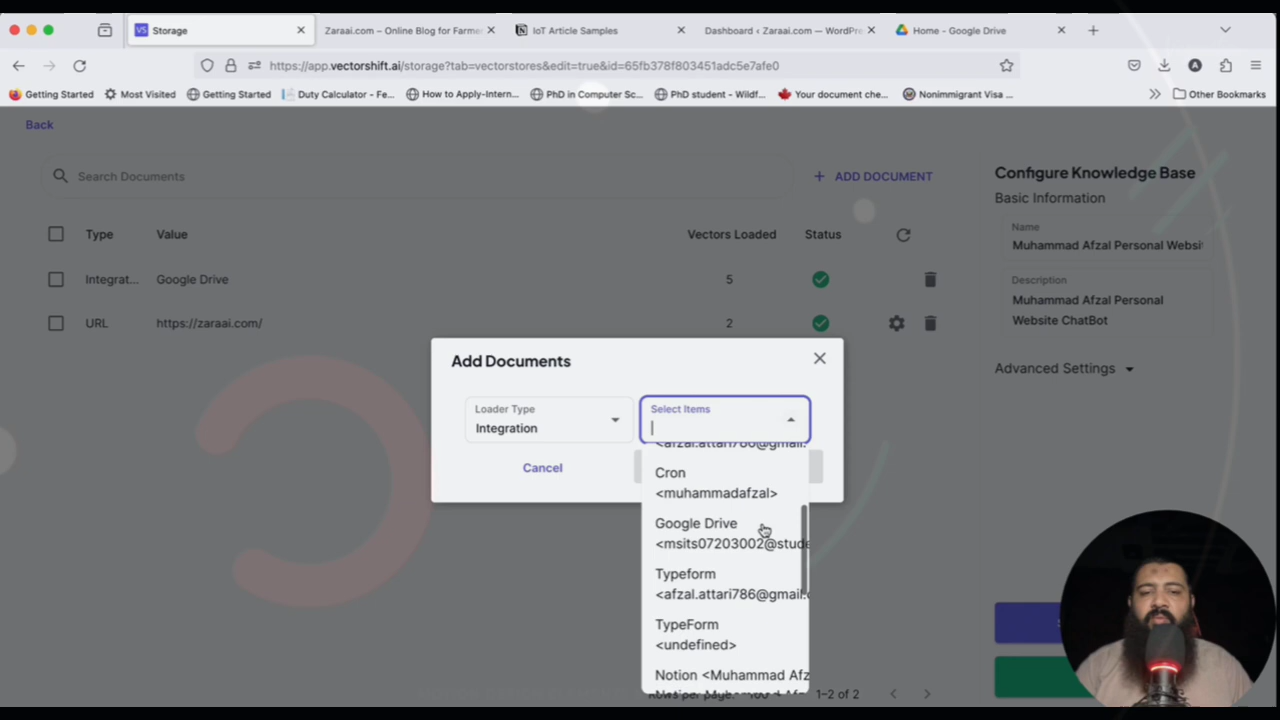 Storage
Zaraai.com – Online Blog for Farmer
IoT Article Samples
Dashboard ‹ Zaraai.com — WordPre
Home - Google Drive
https://app.vectorshift.ai/storage?tab=vectorstores&edit=true&id=65fb378f803451adc5e7afe0
Getting Started
Most Visited
Getting Started
Duty Calculator - Fe...
How to Apply-Intern...
PhD in Computer Sc...
PhD student - Wildf...
Your document che...
Nonimmigrant Visa ...
Other Bookmarks
Back
Search Documents
ADD DOCUMENT
Type Value Vectors Loaded Status
Integrat... Google Drive 5
URL https://zaraai.com/ 2
Configure Knowledge Base
Basic Information
Name
Muhammad Afzal Personal Websi
Description
Muhammad Afzal Personal
Website ChatBot
Advanced Settings
Add Documents
Loader Type
Integration
Select Items
<afzal.attari786@gmail.
Cron
<muhammadafzal>
Google Drive
<msits07203002@stude
Typeform
<afzal.attari786@gmail.c
TypeForm
<undefined>
Notion <Muhammad Afz
Cancel
1–2 of 2